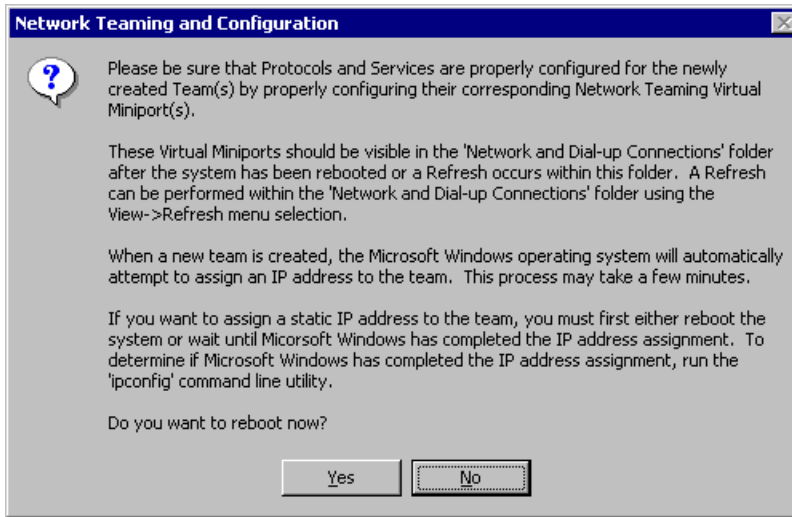 Network Teaming and Configuration
Please be sure that Protocols and Services are properly configured for the newly
created Team(s) by properly configuring their corresponding Network Teaming Virtual
Miniport(s).
These Virtual Miniports should be visible in the 'Network and Dial-up Connections' folder
after the system has been rebooted or a Refresh occurs within this folder.  A Refresh
can be performed within the 'Network and Dial-up Connections' folder using the
View->Refresh menu selection.
When a new team is created, the Microsoft Windows operating system will automatically
attempt to assign an IP address to the team.  This process may take a few minutes.
If you want to assign a static IP address to the team, you must first either reboot the
system or wait until Micorsoft Windows has completed the IP address assignment.  To
determine if Microsoft Windows has completed the IP address assignment, run the
'ipconfig' command line utility.
Do you want to reboot now?
Yes
No